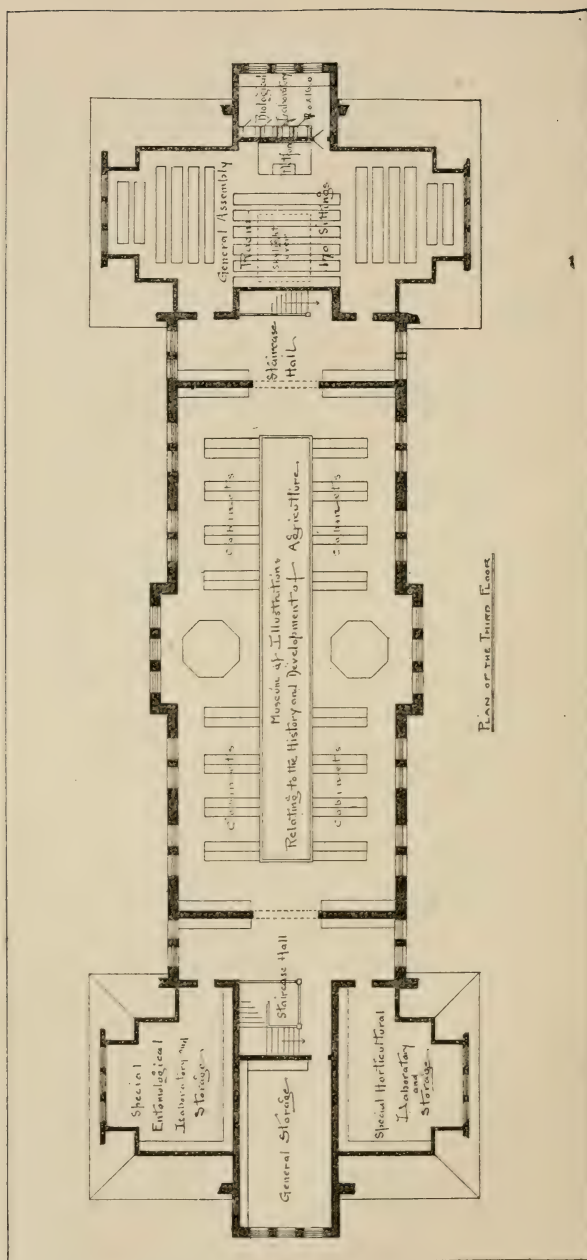 Special
Entomological
Laboratory and
Storage
General Storage
Special Horticultural
Laboratory
and
Storage
Staircase Hall
Cabinets
Cabinets
Museum of Illustrations
Relating to the History and Development of Agriculture.
Cabinets
Cabinets
Staircase
Hall
General Assembly
Room
Skylight
over
170 Sittings
Platform
Biological
Laboratory
PLAN OF THE THIRD FLOOR